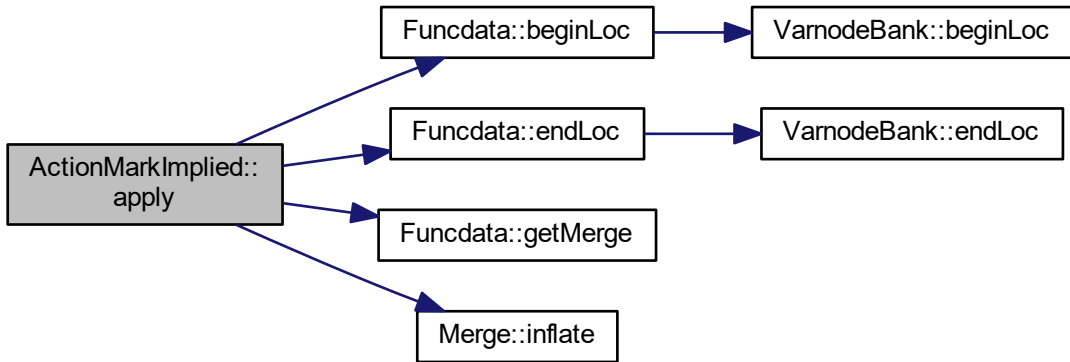 Funcdata::beginLoc
VarnodeBank::beginLoc
Funcdata::endLoc
VarnodeBank::endLoc
ActionMarkImplied::
apply
Funcdata::getMerge
Merge::inflate